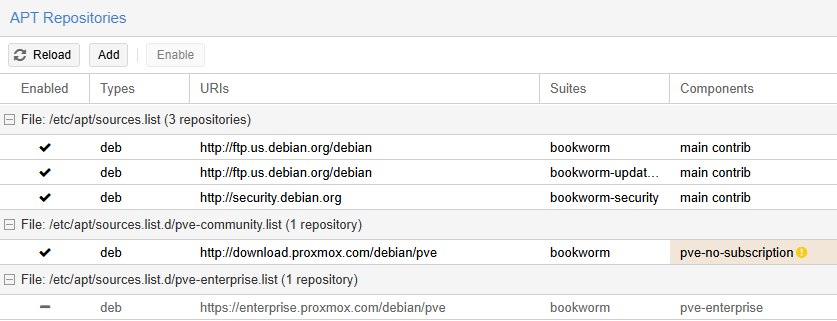 APT Repositories
Reload Add Enable
Enabled Types URIs Suites Components
File: /etc/apt/sources.list (3 repositories)
deb http://ftp.us.debian.org/debian bookworm main contrib
deb http://ftp.us.debian.org/debian bookworm-updat... main contrib
deb http://security.debian.org bookworm-security main contrib
File: /etc/apt/sources.list.d/pve-community.list (1 repository)
deb http://download.proxmox.com/debian/pve bookworm pve-no-subscription
File: /etc/apt/sources.list.d/pve-enterprise.list (1 repository)
deb https://enterprise.proxmox.com/debian/pve bookworm pve-enterprise